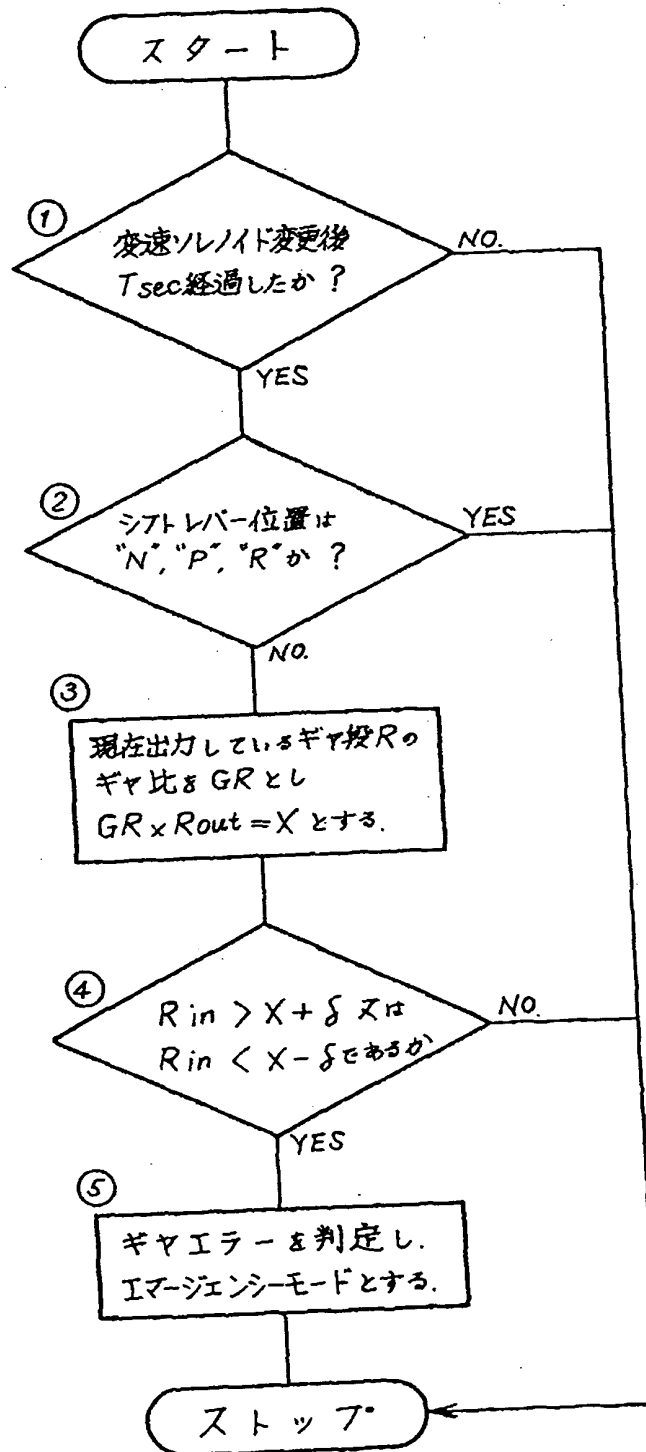 スタート
①
変速ソレノイド変更後
Tsec経過したか?
NO.
YES
②
シフトレバー位置は
"N", "P", "R"か?
YES
NO.
③
現在出力しているギヤ段Rの
ギヤ比をGRとし
GR×Rout=Xとする.
④
Rin>X+δ又は
Rin<X-δであるか
NO.
YES
⑤
ギヤエラーを判定し.
エマージェンシーモードとする.
ストップ